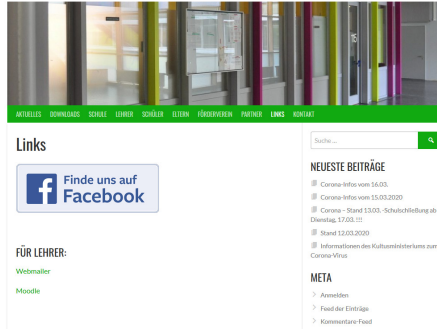 AKTUELLES DOWNLOADS SCHULE LEHRER SCHÜLER ELTERN FÖRDERVEREIN PARTNER LINKS KONTAKT
Links
Finde uns auf
Facebook
FÜR LEHRER:
Webmailer
Moodle
Suche …
NEUESTE BEITRÄGE
Corona-Infos vom 16.03.
Corona-Infos vom 15.03.2020
Corona – Stand 13.03. -Schulschließung ab
Dienstag, 17.03. !!!
Stand 12.03.2020
Informationen des Kultusministeriums zum
Corona-Virus
META
Anmelden
Feed der Einträge
Kommentare-Feed